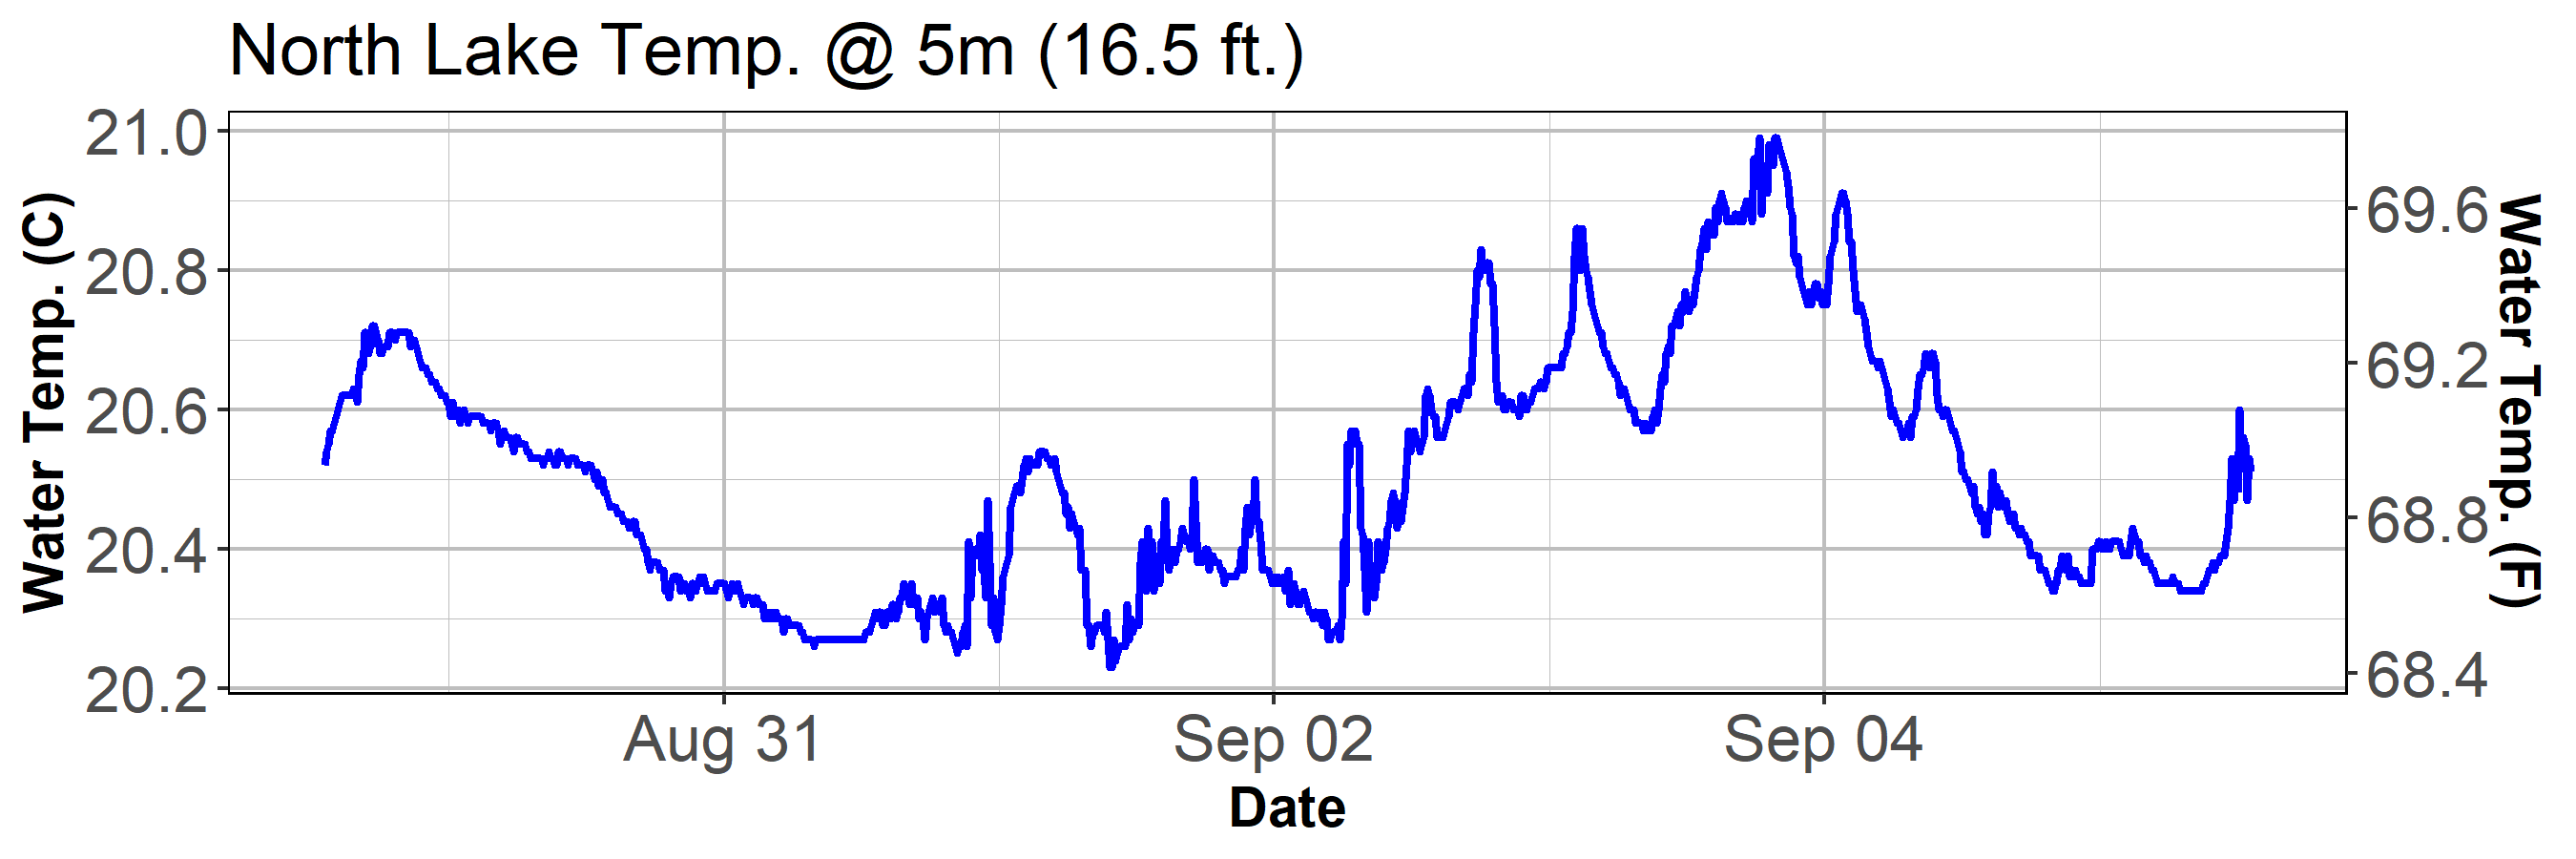 North Lake Temp. @ 5m (16.5 ft.)
Water Temp. (C)
21.0
20.8
20.6
20.4
20.2
69.6
69.2
68.8
68.4
Water Temp. (F)
Aug 31 Sep 02 Sep 04
Date